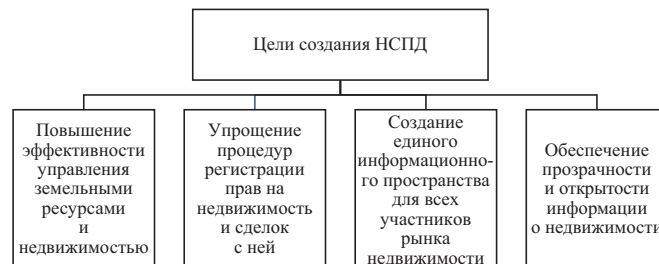 Цели создания НСПД
Повышение
эффективности
управления
земельными
ресурсами
и
недвижимостью
Упрощение
процедур
регистрации
прав на
недвижимость
и сделок
с ней
Создание
единого
информационно-
го пространства
для всех
участников
рынка
недвижимости
Обеспечение
прозрачности
и открытости
информации
о недвижимости